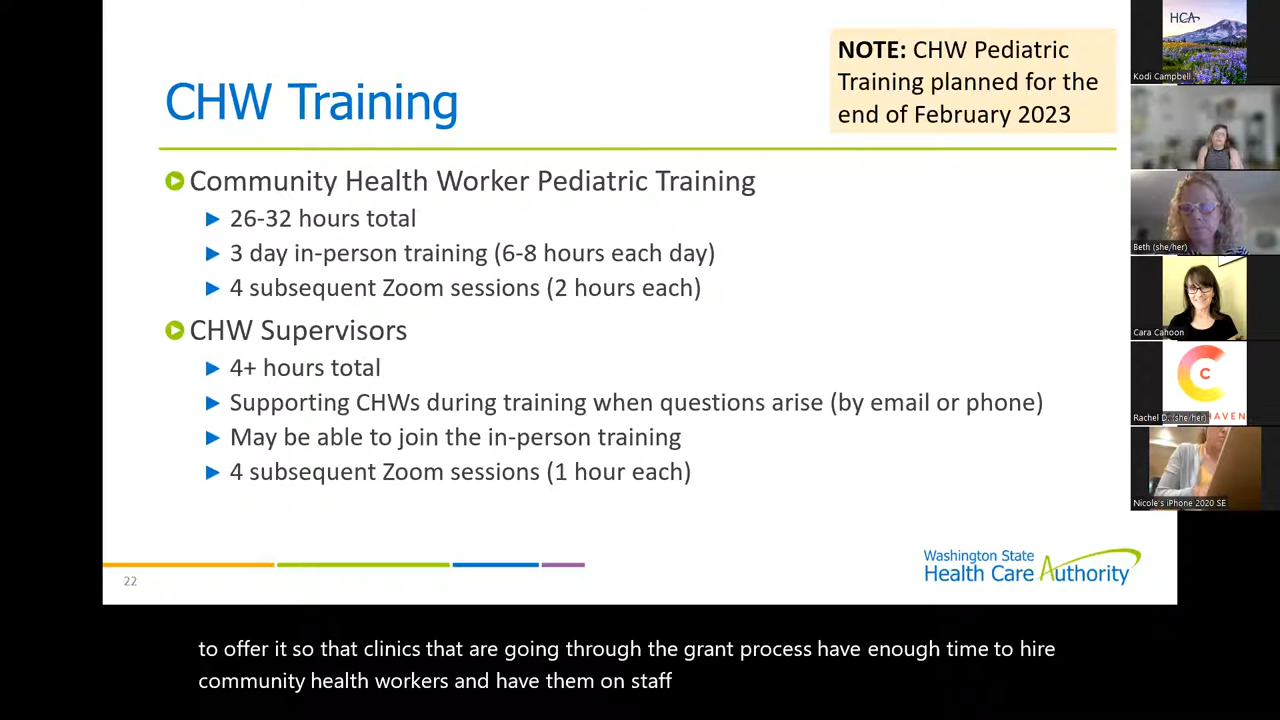 CHW Training
NOTE: CHW Pediatric
Training planned for the
end of February 2023
Community Health Worker Pediatric Training
26-32 hours total
3 day in-person training (6-8 hours each day)
4 subsequent Zoom sessions (2 hours each)
CHW Supervisors
4+ hours total
Supporting CHWs during training when questions arise (by email or phone)
May be able to join the in-person training
4 subsequent Zoom sessions (1 hour each)
22
Washington State
Health Care Authority
HCA
Kodi Campbell
Beth (she/her)
Cara Cahoon
C
HAVEN
Rachel D. (she/her)
Nicole's iPhone 2020 SE
to offer it so that clinics that are going through the grant process have enough time to hire
community health workers and have them on staff